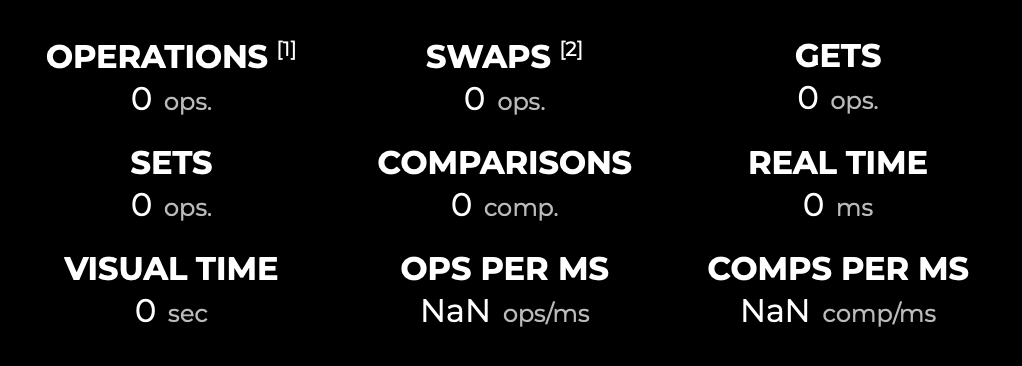 OPERATIONS [1] SWAPS [2] GETS
0 ops. 0 ops. 0 ops.
SETS COMPARISONS REAL TIME
0 ops. 0 comp. 0 ms
VISUAL TIME OPS PER MS COMPS PER MS
0 sec NaN ops/ms NaN comp/ms